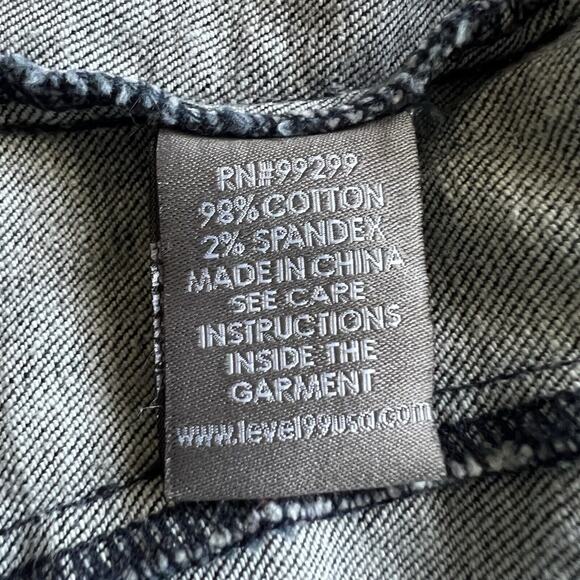 RN#99299
98% COTTON
2% SPANDEX
MADE IN CHINA
SEE CARE
INSTRUCTIONS
INSIDE THE
GARMENT
www.level99usa.com